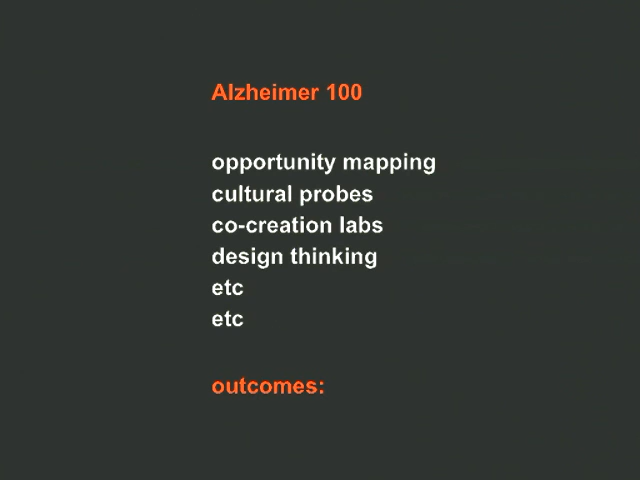 Alzheimer 100
opportunity mapping
cultural probes
co-creation labs
design thinking
etc
etc
outcomes: